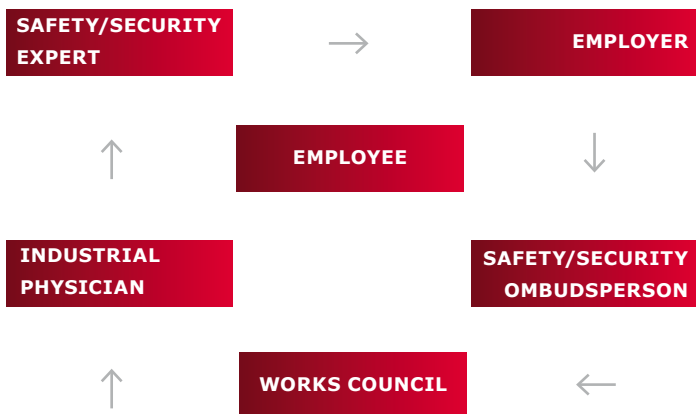 SAFETY/SECURITY
EXPERT
EMPLOYER
EMPLOYEE
INDUSTRIAL
PHYSICIAN
SAFETY/SECURITY
OMBUDSPERSON
WORKS COUNCIL